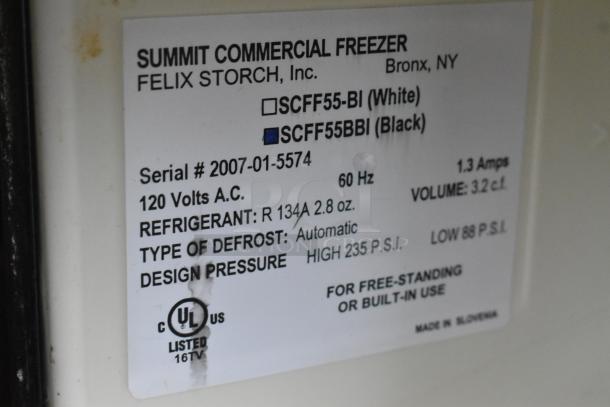 SUMMIT COMMERCIAL FREEZER
FELIX STORCH, Inc. Bronx, NY
SCFF55-BI (White)
SCFF55BBI (Black)
Serial # 2007-01-5574
120 Volts A.C. 60 Hz 1.3 Amps
REFRIGERANT: R 134A 2.8 oz. VOLUME: 3.2 c.f.
TYPE OF DEFROST: Automatic
DESIGN PRESSURE HIGH 235 P.S.I. LOW 88 P.S.I.
FOR FREE-STANDING
OR BUILT-IN USE
C UL US
LISTED
16TV
MADE IN SLOVENIA